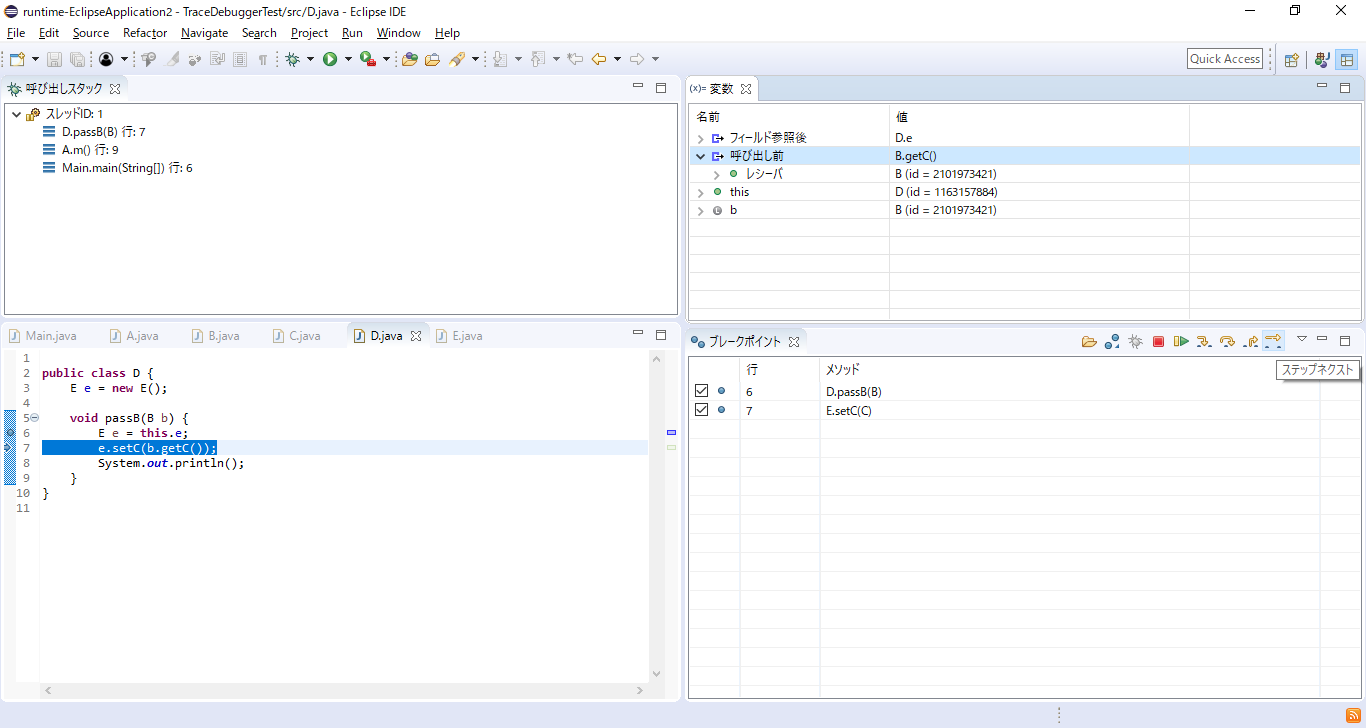 runtime-EclipseApplication2 - TraceDebuggerTest/src/D.java - Eclipse IDE
File Edit Source Refactor Navigate Search Project Run Window Help
Quick Access
呼び出しスタック
スレッドID: 1
D.passB(B) 行: 7
A.m() 行: 9
Main.main(String[]) 行: 6
(x)= 変数
名前 値
フィールド参照後 D.e
呼び出し前 B.getC()
レシーバ B (id = 2101973421)
this D (id = 1163157884)
b B (id = 2101973421)
Main.java A.java B.java C.java D.java E.java
1
2 public class D {
3 E e = new E();
4
5 void passB(B b) {
6 E e = this.e;
7 e.setC(b.getC());
8 System.out.println();
9 }
10 }
11
ブレークポイント
行 メソッド
ステップネクスト
6 D.passB(B)
7 E.setC(C)